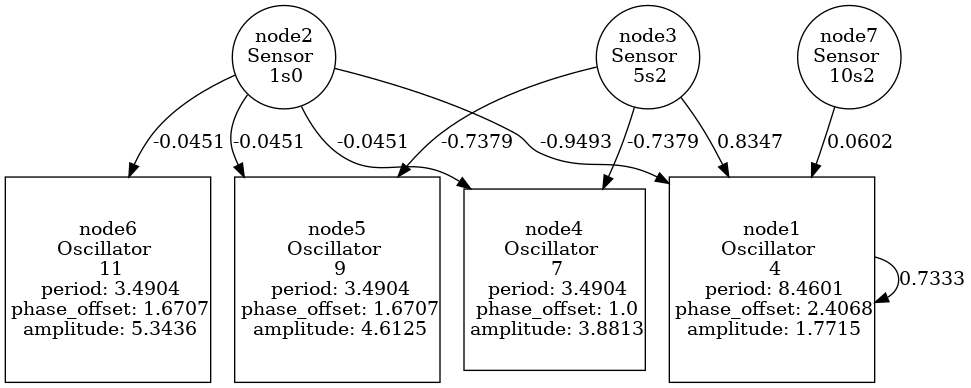 node2
Sensor
1s0
node3
Sensor
5s2
node7
Sensor
10s2
-0.0451
-0.0451
-0.0451
-0.7379
-0.9493
-0.7379
0.8347
0.0602
node6
Oscillator
11
period: 3.4904
phase_offset: 1.6707
amplitude: 5.3436
node5
Oscillator
9
period: 3.4904
phase_offset: 1.6707
amplitude: 4.6125
node4
Oscillator
7
period: 3.4904
phase_offset: 1.0
amplitude: 3.8813
node1
Oscillator
4
period: 8.4601
phase_offset: 2.4068
amplitude: 1.7715
0.7333